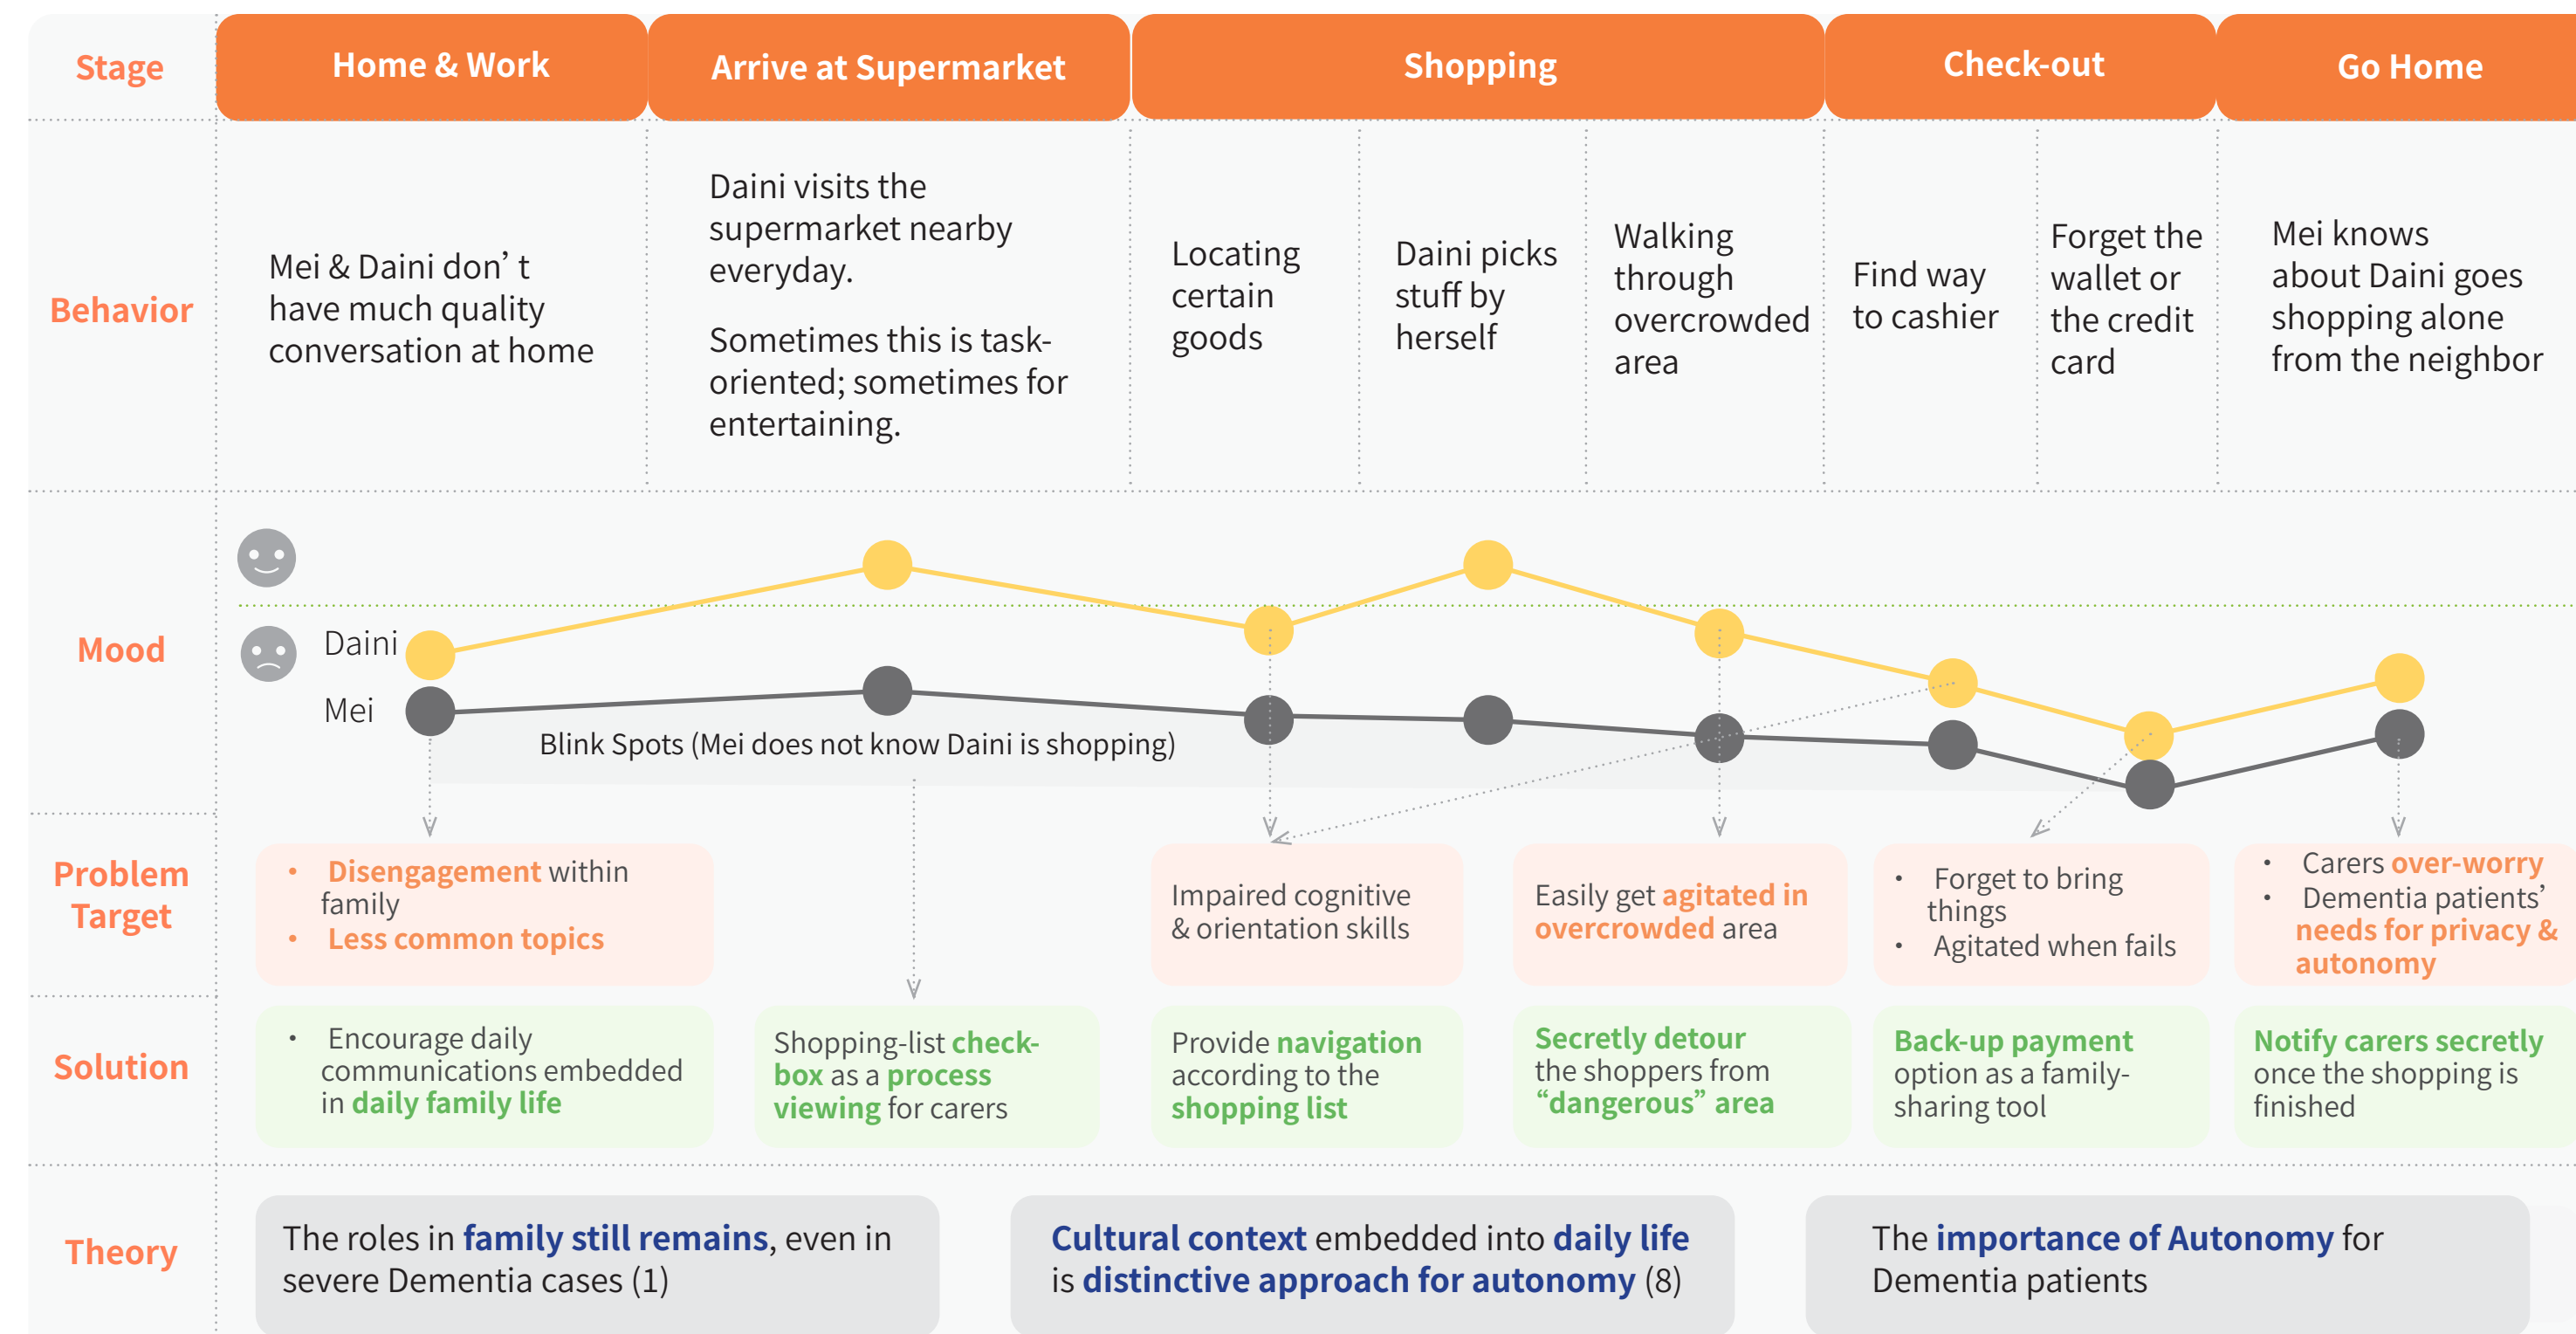 Stage
Home & Work
Arrive at Supermarket
Shopping
Check-out
Go Home
Behavior
Mei & Daini don’ t
have much quality
conversation at home
Daini visits the
supermarket nearby
everyday.
Sometimes this is task-
oriented; sometimes for
entertaining.
Locating
certain
goods
Daini picks
stuff by
herself
Walking
through
overcrowded
area
Find way
to cashier
Forget the
wallet or
the credit
card
Mei knows
about Daini goes
shopping alone
from the neighbor
Mood
Daini
Mei
Blink Spots (Mei does not know Daini is shopping)
Problem
Target
• Disengagement within
family
• Less common topics
Impaired cognitive
& orientation skills
Easily get agitated in
overcrowded area
• Forget to bring
things
• Agitated when fails
• Carers over-worry
• Dementia patients’
needs for privacy &
autonomy
Solution
• Encourage daily
communications embedded
in daily family life
Shopping-list check-
box as a process
viewing for carers
Provide navigation
according to the
shopping list
Secretly detour
the shoppers from
“dangerous” area
Back-up payment
option as a family-
sharing tool
Notify carers secretly
once the shopping is
finished
Theory
The roles in family still remains, even in
severe Dementia cases (1)
Cultural context embedded into daily life
is distinctive approach for autonomy (8)
The importance of Autonomy for
Dementia patients